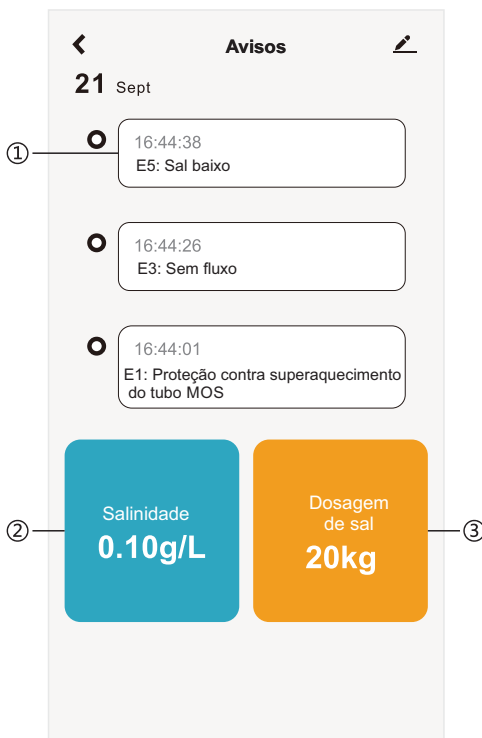 Avisos
21 Sept
①
16:44:38
E5: Sal baixo
16:44:26
E3: Sem fluxo
16:44:01
E1: Proteção contra superaquecimento
do tubo MOS
②
Salinidade
0.10g/L
Dosagem
de sal
20kg
③